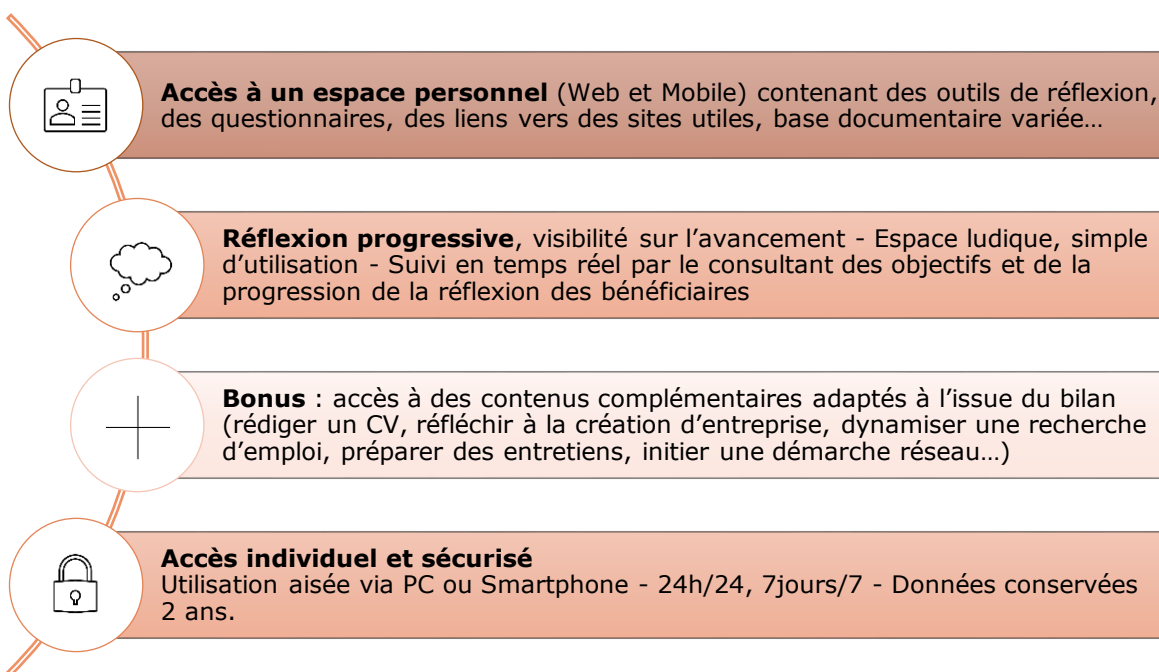 Accès à un espace personnel (Web et Mobile) contenant des outils de réflexion,
des questionnaires, des liens vers des sites utiles, base documentaire variée…
Réflexion progressive, visibilité sur l’avancement - Espace ludique, simple
d’utilisation - Suivi en temps réel par le consultant des objectifs et de la
progression de la réflexion des bénéficiaires
Bonus : accès à des contenus complémentaires adaptés à l’issue du bilan
(rédiger un CV, réfléchir à la création d’entreprise, dynamiser une recherche
d’emploi, préparer des entretiens, initier une démarche réseau…)
Accès individuel et sécurisé
Utilisation aisée via PC ou Smartphone - 24h/24, 7jours/7 - Données conservées
2 ans.